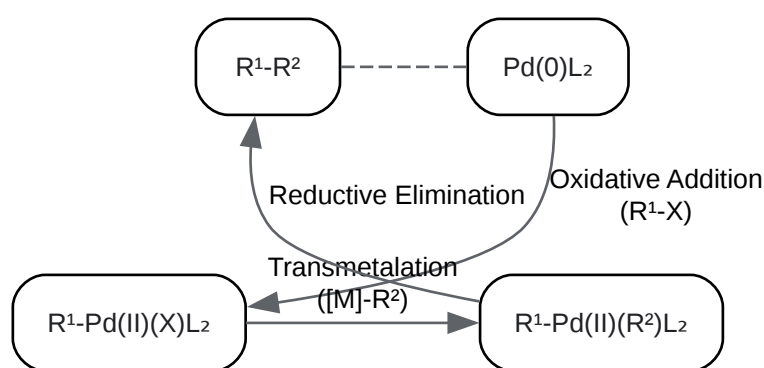 R¹-R²
Pd(0)L₂
Reductive Elimination
Oxidative Addition
(R¹-X)
Transmetalation
([M]-R²)
R¹-Pd(II)(X)L₂
R¹-Pd(II)(R²)L₂